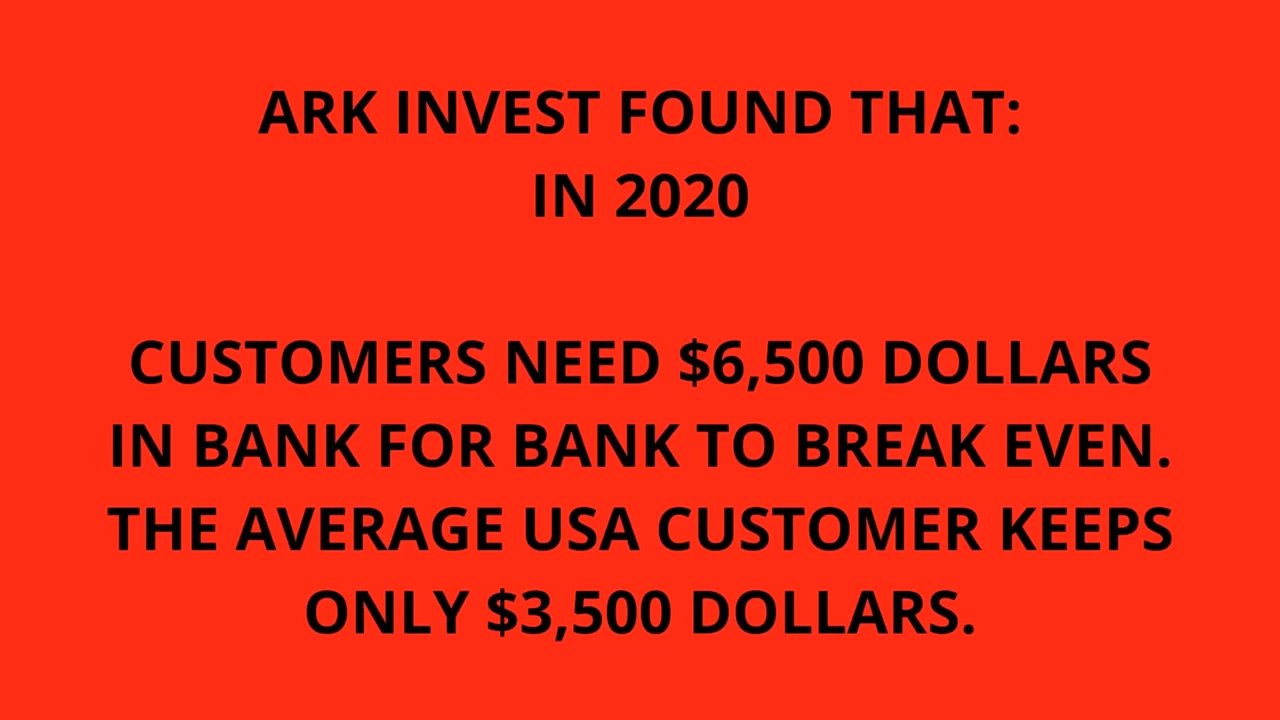 ARK INVEST FOUND THAT:
IN 2020
CUSTOMERS NEED $6,500 DOLLARS
IN BANK FOR BANK TO BREAK EVEN.
THE AVERAGE USA CUSTOMER KEEPS
ONLY $3,500 DOLLARS.